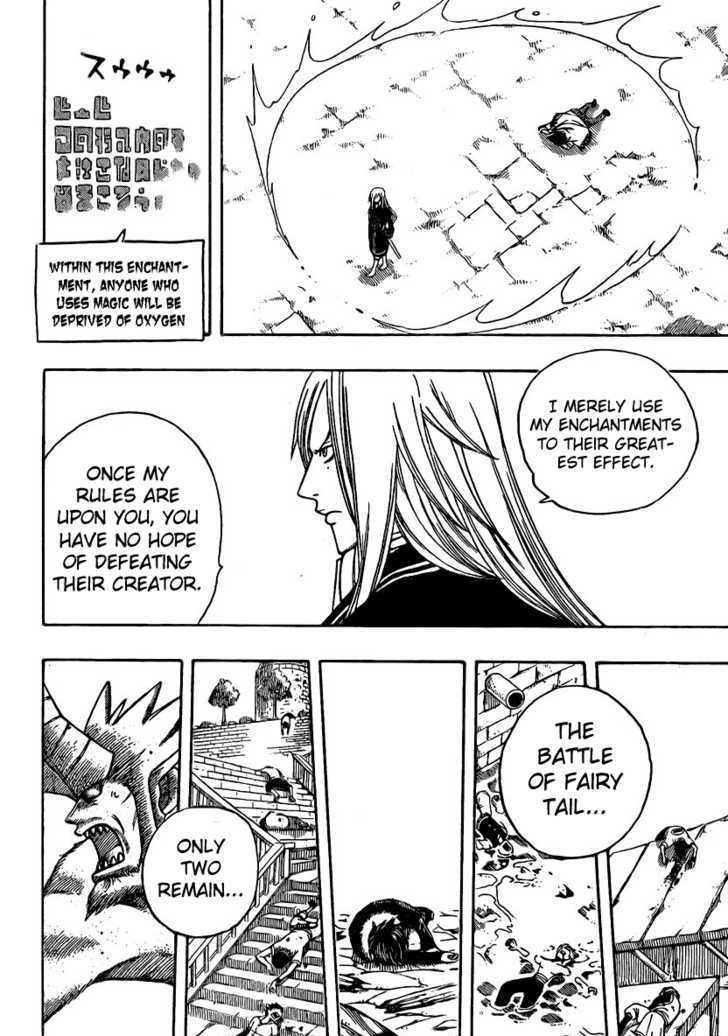 I MERELY USE
MY ENCHANTMENTS
TO THEIR GREAT-
EST EFFECT.
スゥゥゥ
WITHIN THIS ENCHANT-
MENT, ANYONE WHO
USES MAGIC WILL BE
DEPRIVED OF OXYGEN
ONCE MY
RULES ARE
UPON YOU, YOU
HAVE NO HOPE
OF DEFEATING
THEIR CREATOR.
THE
BATTLE
OF FAIRY
TAIL...
ONLY
TWO
REMAIN...